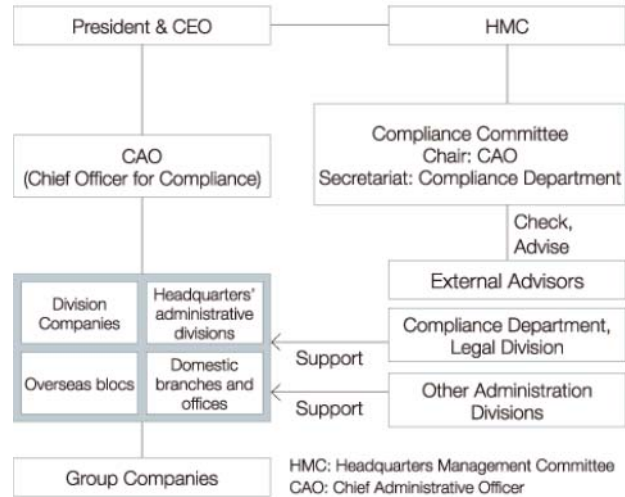 President & CEO
HMC
CAO
(Chief Officer for Compliance)
Compliance Committee
Chair: CAO
Secretariat: Compliance Department
Check,
Advise
External Advisors
Division
Companies
Headquarters'
administrative
divisions
Overseas blocs
Domestic
branches and
offices
Support
Compliance Department,
Legal Division
Support
Other Administration
Divisions
Group Companies
HMC: Headquarters Management Committee
CAO: Chief Administrative Officer